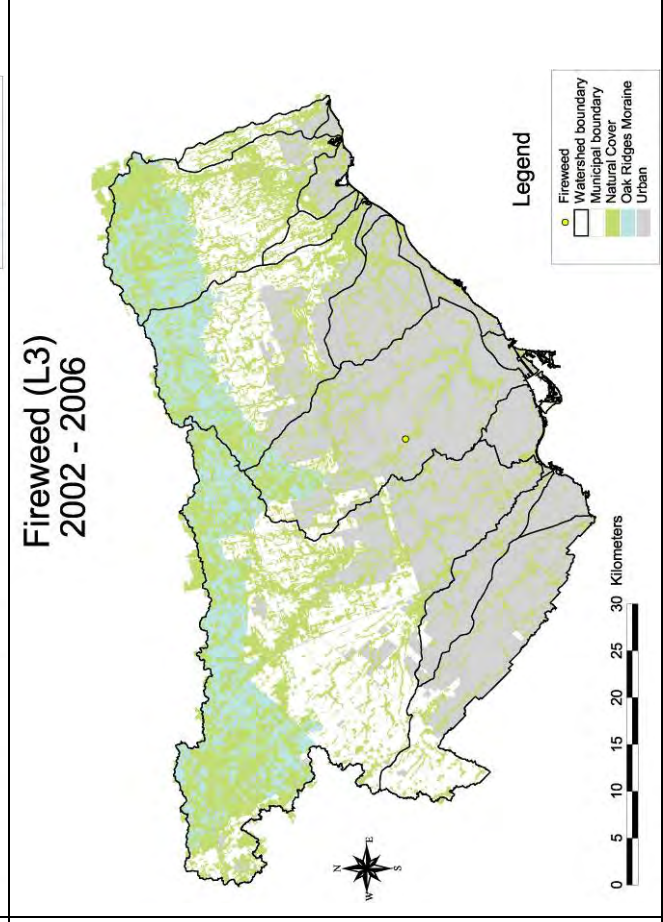 Fireweed (L3)
2002 - 2006
N
W
E
S
Legend
Fireweed
Watershed boundary
Municipal boundary
Natural Cover
Oak Ridges Moraine
Urban
0 5 10 15 20 25 30 Kilometers